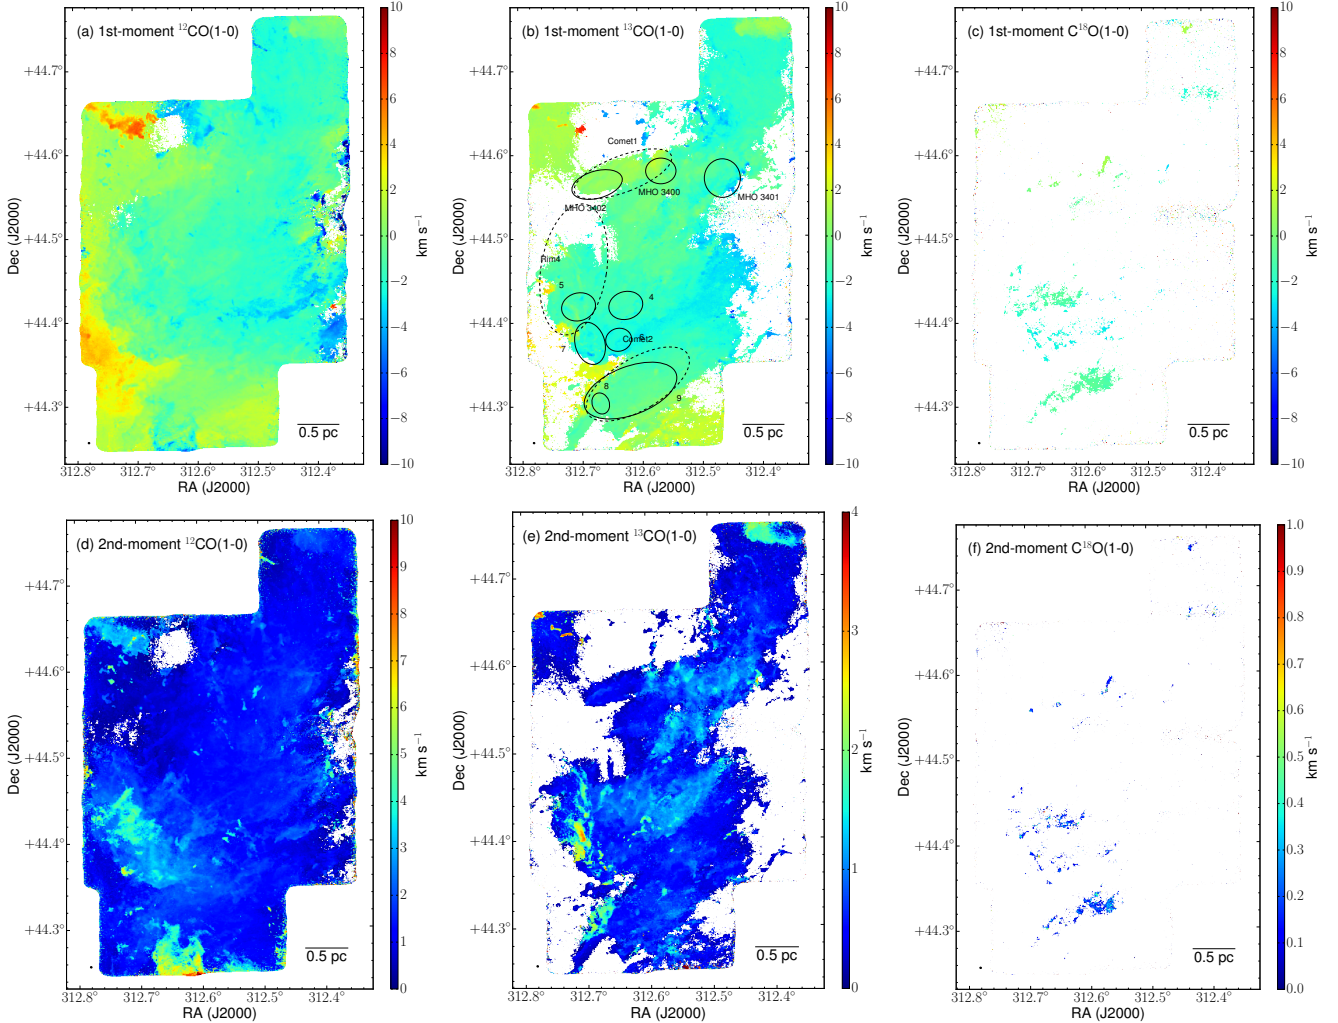 (a) 1st-moment ¹²CO(1-0)
+44.7°
+44.6°
+44.5°
+44.4°
+44.3°
Dec (J2000)
312.8° 312.7° 312.6° 312.5° 312.4°
RA (J2000)
0.5 pc
10
8
6
4
2
0
−2
−4
−6
−8
−10
km s⁻¹
(b) 1st-moment ¹³CO(1-0)
Comet1
MHO 3400
MHO 3401
MHO 3402
Rim4
5
4
7
Comet2
6
8
9
+44.7°
+44.6°
+44.5°
+44.4°
+44.3°
Dec (J2000)
312.8° 312.7° 312.6° 312.5° 312.4°
RA (J2000)
0.5 pc
10
8
6
4
2
0
−2
−4
−6
−8
−10
km s⁻¹
(c) 1st-moment C¹⁸O(1-0)
+44.7°
+44.6°
+44.5°
+44.4°
+44.3°
Dec (J2000)
312.8° 312.7° 312.6° 312.5° 312.4°
RA (J2000)
0.5 pc
10
8
6
4
2
0
−2
−4
−6
−8
−10
km s⁻¹
(d) 2nd-moment ¹²CO(1-0)
+44.7°
+44.6°
+44.5°
+44.4°
+44.3°
Dec (J2000)
312.8° 312.7° 312.6° 312.5° 312.4°
RA (J2000)
0.5 pc
10
9
8
7
6
5
4
3
2
1
0
km s⁻¹
(e) 2nd-moment ¹³CO(1-0)
+44.7°
+44.6°
+44.5°
+44.4°
+44.3°
Dec (J2000)
312.8° 312.7° 312.6° 312.5° 312.4°
RA (J2000)
0.5 pc
4
3
2
1
0
km s⁻¹
(f) 2nd-moment C¹⁸O(1-0)
+44.7°
+44.6°
+44.5°
+44.4°
+44.3°
Dec (J2000)
312.8° 312.7° 312.6° 312.5° 312.4°
RA (J2000)
0.5 pc
1.0
0.9
0.8
0.7
0.6
0.5
0.4
0.3
0.2
0.1
0.0
km s⁻¹